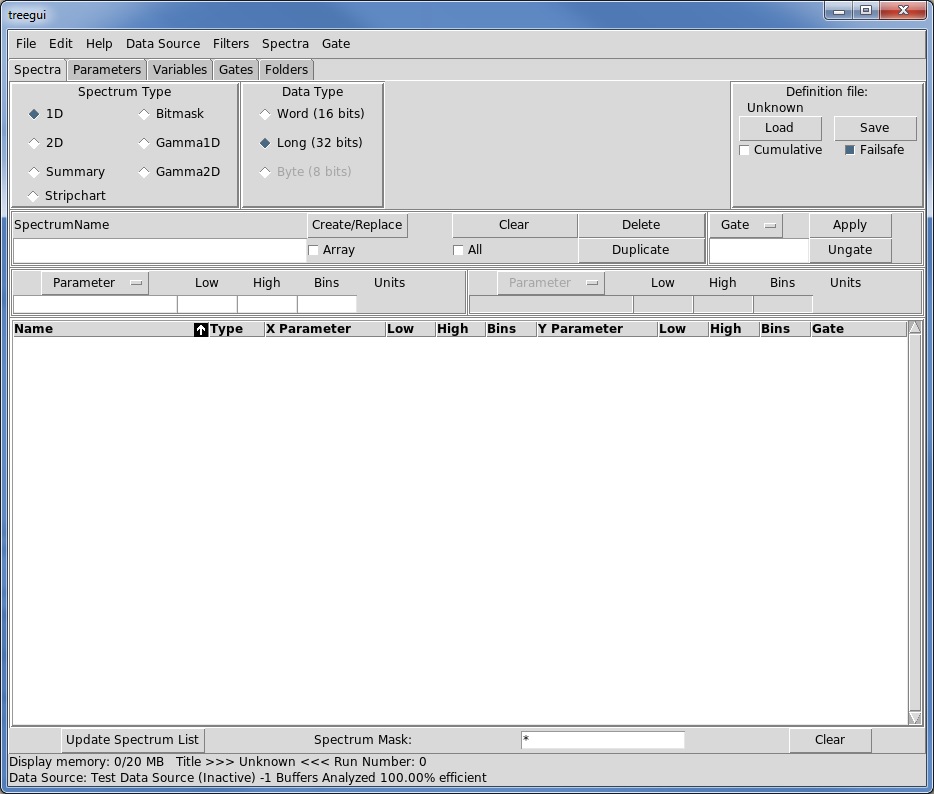 treegui
File Edit Help Data Source Filters Spectra Gate
Spectra Parameters Variables Gates Folders
Spectrum Type Data Type Definition file:
Unknown
1D Bitmask Word (16 bits)
Load Save
2D Gamma1D Long (32 bits)
Cumulative Failsafe
Summary Gamma2D Byte (8 bits)
Stripchart
SpectrumName Create/Replace Clear Delete Gate Apply
Array All Duplicate Ungate
Parameter Low High Bins Units Parameter Low High Bins Units
Name Type X Parameter Low High Bins Y Parameter Low High Bins Gate
Update Spectrum List Spectrum Mask: * Clear
Display memory: 0/20 MB Title >>> Unknown <<< Run Number: 0
Data Source: Test Data Source (Inactive) -1 Buffers Analyzed 100.00% efficient